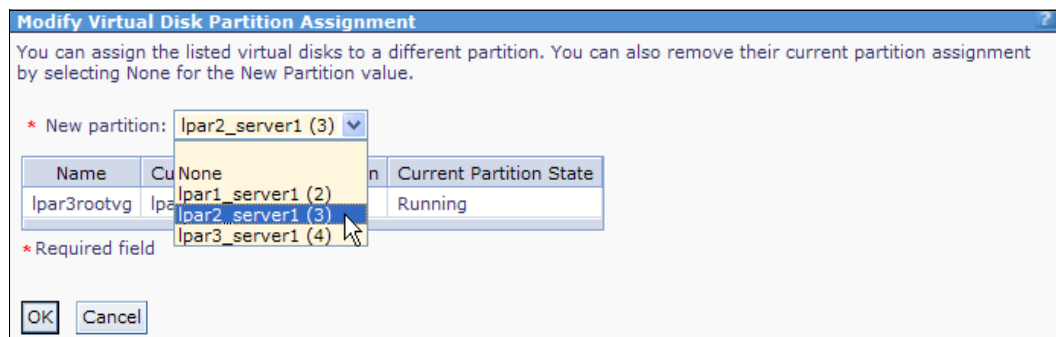 Modify Virtual Disk Partition Assignment ?
You can assign the listed virtual disks to a different partition. You can also remove their current partition assignment
by selecting None for the New Partition value.
* New partition: lpar2_server1 (3)
Name Cu n Current Partition State
None
lpar1_server1 (2)
lpar2_server1 (3)
lpar3_server1 (4)
lpar3rootvg lpa Running
* Required field
OK Cancel